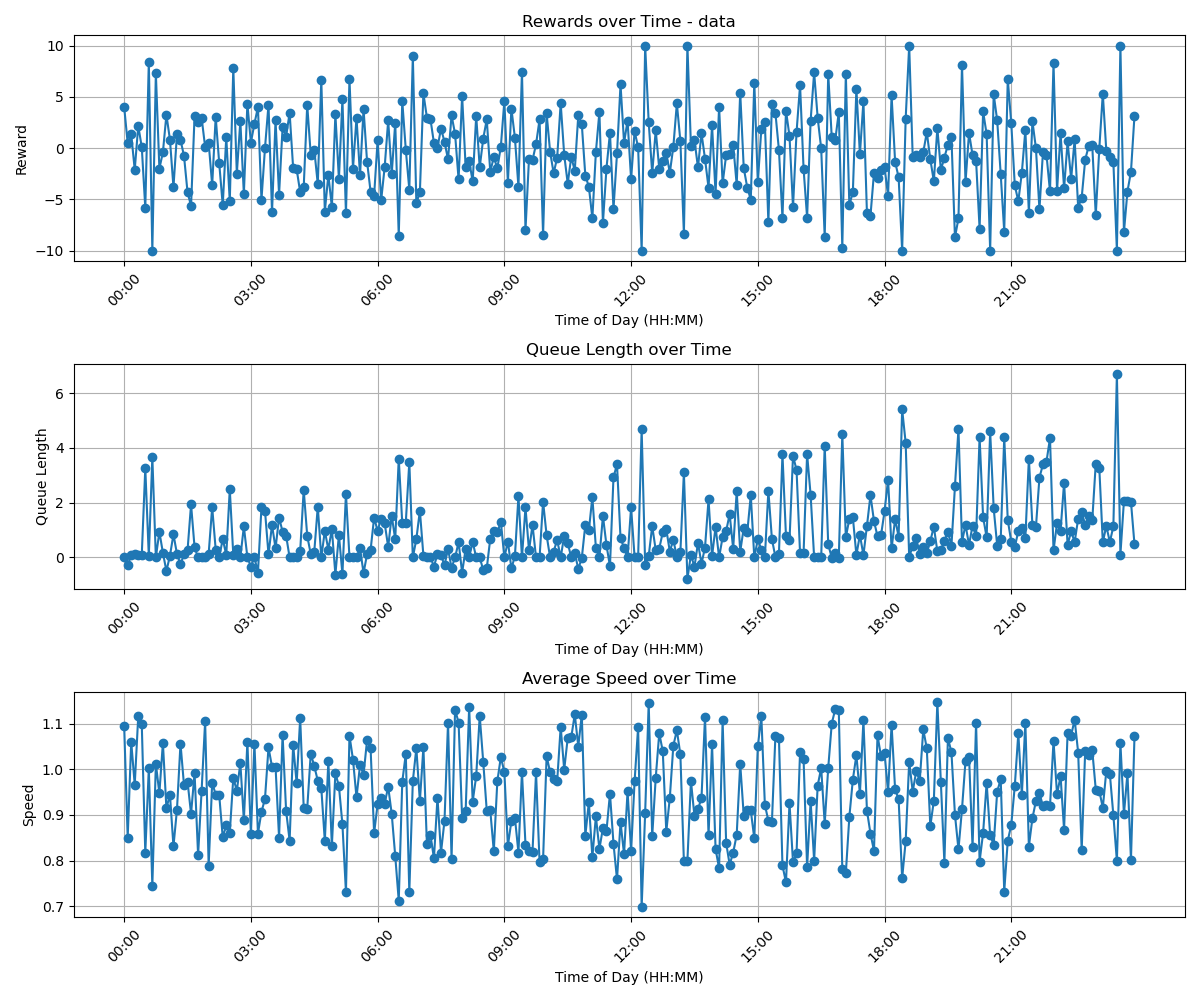 Rewards over Time - data
Reward
10
5
0
−5
−10
00:00 03:00 06:00 09:00 12:00 15:00 18:00 21:00
Time of Day (HH:MM)
Queue Length over Time
Queue Length
6
4
2
0
00:00 03:00 06:00 09:00 12:00 15:00 18:00 21:00
Time of Day (HH:MM)
Average Speed over Time
Speed
1.1
1.0
0.9
0.8
0.7
00:00 03:00 06:00 09:00 12:00 15:00 18:00 21:00
Time of Day (HH:MM)